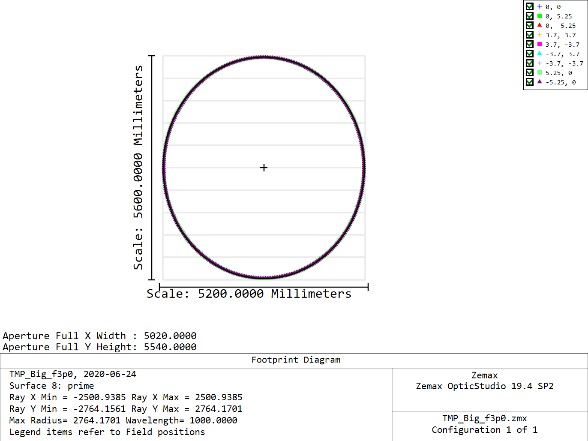 0, 0
0, 5.25
0, 5.25
3.7, 3.7
3.7, -3.7
-3.7, 3.7
-3.7, -3.7
5.25, 0
-5.25, 0
Scale: 5600.0000 Millimeters
Scale: 5200.0000 Millimeters
Aperture Full X Width : 5020.0000
Aperture Full Y Height: 5540.0000
Footprint Diagram
TMP_Big_f3p0, 2020-06-24
Surface 8: prime
Ray X Min = -2500.9385 Ray X Max = 2500.9385
Ray Y Min = -2764.1561 Ray Y Max = 2764.1701
Max Radius= 2764.1701 Wavelength= 1000.0000
Legend items refer to Field positions
Zemax
Zemax OpticStudio 19.4 SP2
TMP_Big_f3p0.zmx
Configuration 1 of 1